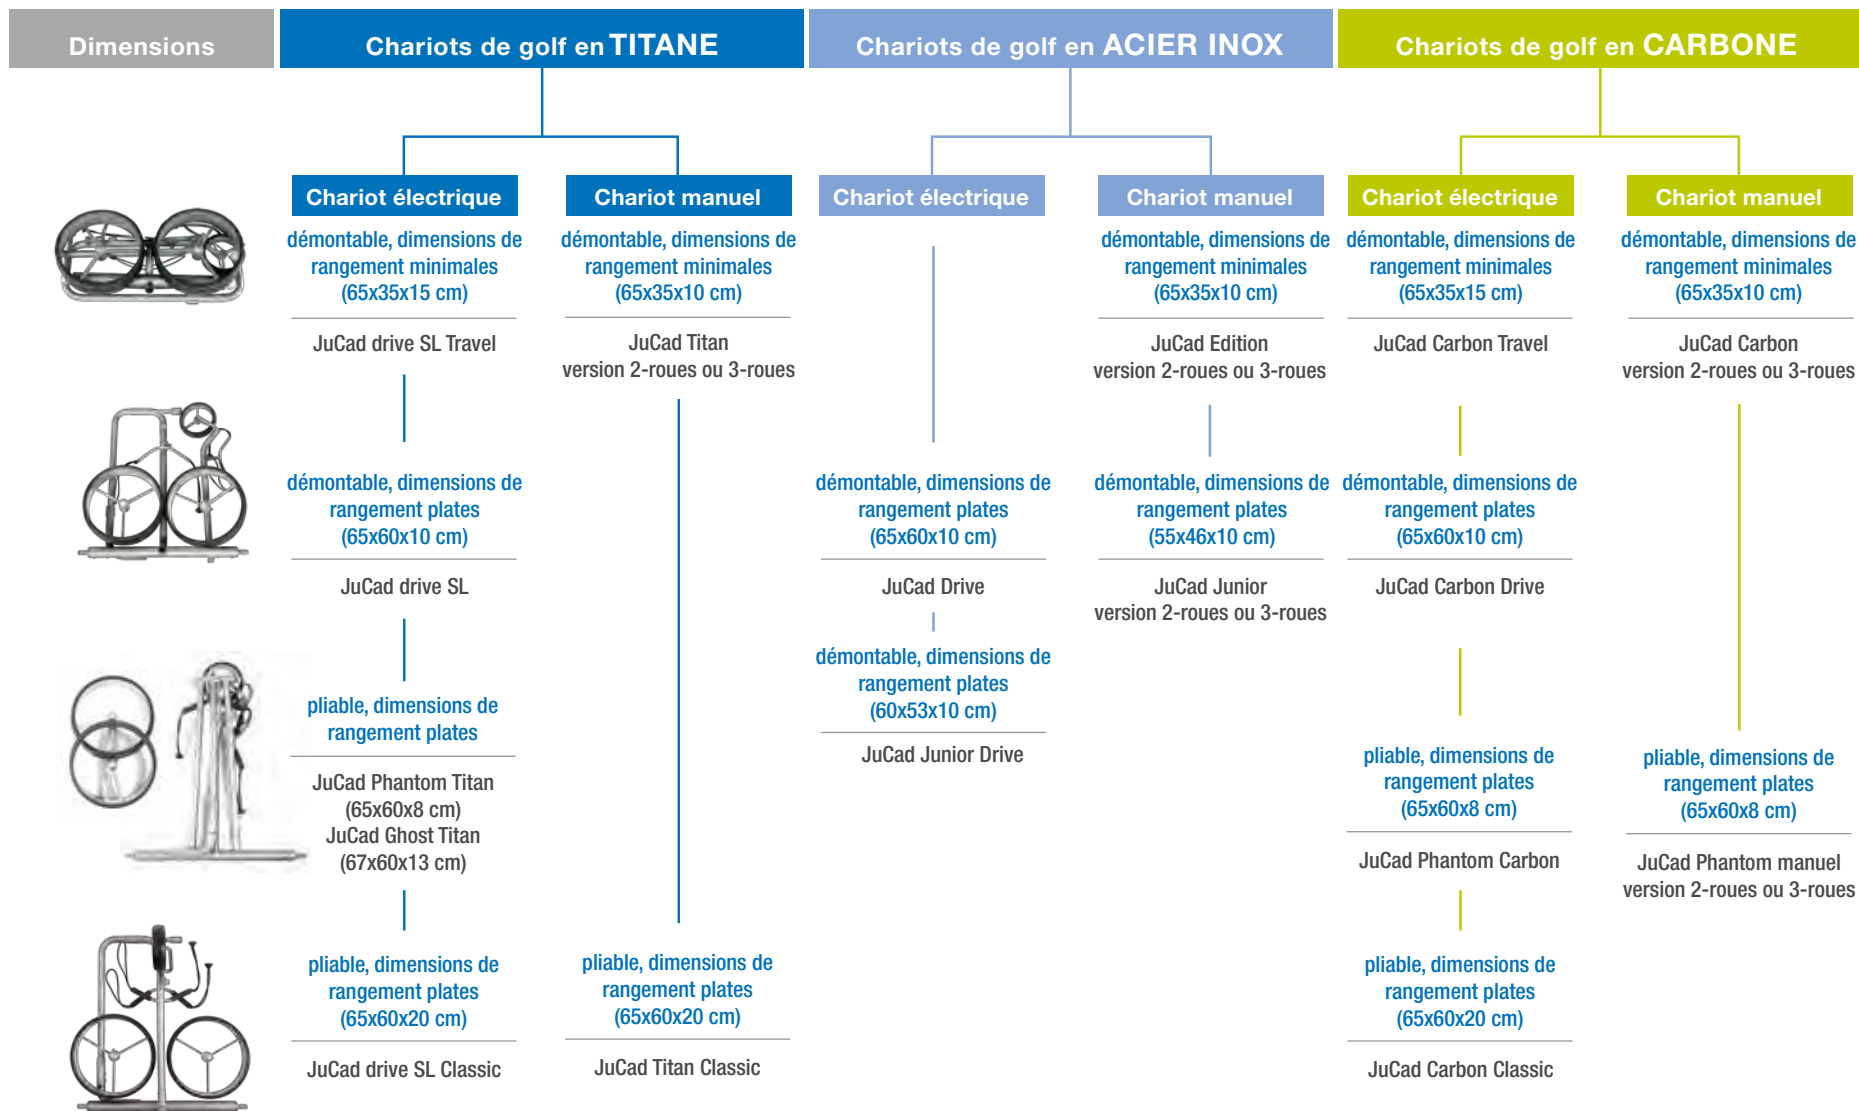 Dimensions
Chariots de golf en TITANE
Chariots de golf en ACIER INOX
Chariots de golf en CARBONE
Chariot électrique
démontable, dimensions de
rangement minimales
(65x35x15 cm)
JuCad drive SL Travel
démontable, dimensions de
rangement plates
(65x60x10 cm)
JuCad drive SL
pliable, dimensions de
rangement plates
JuCad Phantom Titan
(65x60x8 cm)
JuCad Ghost Titan
(67x60x13 cm)
pliable, dimensions de
rangement plates
(65x60x20 cm)
JuCad drive SL Classic
Chariot manuel
démontable, dimensions de
rangement minimales
(65x35x10 cm)
JuCad Titan
version 2-roues ou 3-roues
pliable, dimensions de
rangement plates
(65x60x20 cm)
JuCad Titan Classic
Chariot électrique
démontable, dimensions de
rangement plates
(65x60x10 cm)
JuCad Drive
démontable, dimensions de
rangement plates
(60x53x10 cm)
JuCad Junior Drive
Chariot manuel
démontable, dimensions de
rangement minimales
(65x35x10 cm)
JuCad Edition
version 2-roues ou 3-roues
démontable, dimensions de
rangement plates
(55x46x10 cm)
JuCad Junior
version 2-roues ou 3-roues
Chariot électrique
démontable, dimensions de
rangement minimales
(65x35x15 cm)
JuCad Carbon Travel
démontable, dimensions de
rangement plates
(65x60x10 cm)
JuCad Carbon Drive
pliable, dimensions de
rangement plates
(65x60x8 cm)
JuCad Phantom Carbon
pliable, dimensions de
rangement plates
(65x60x20 cm)
JuCad Carbon Classic
Chariot manuel
démontable, dimensions de
rangement minimales
(65x35x10 cm)
JuCad Carbon
version 2-roues ou 3-roues
pliable, dimensions de
rangement plates
(65x60x8 cm)
JuCad Phantom manuel
version 2-roues ou 3-roues